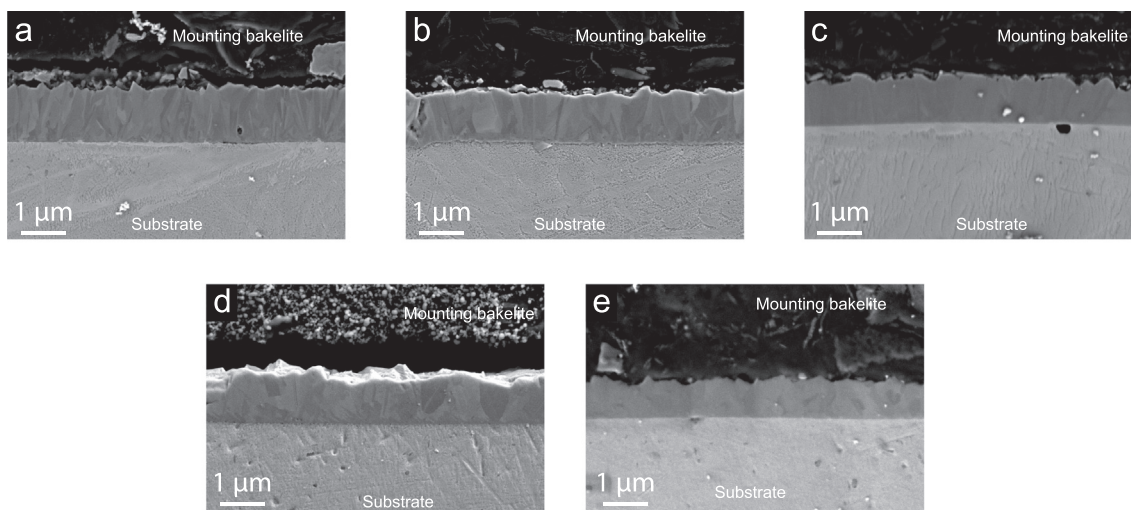 a
Mounting bakelite
1 μm
Substrate
b
Mounting bakelite
1 μm
Substrate
c
Mounting bakelite
1 μm
Substrate
d
Mounting bakelite
1 μm
Substrate
e
Mounting bakelite
1 μm
Substrate